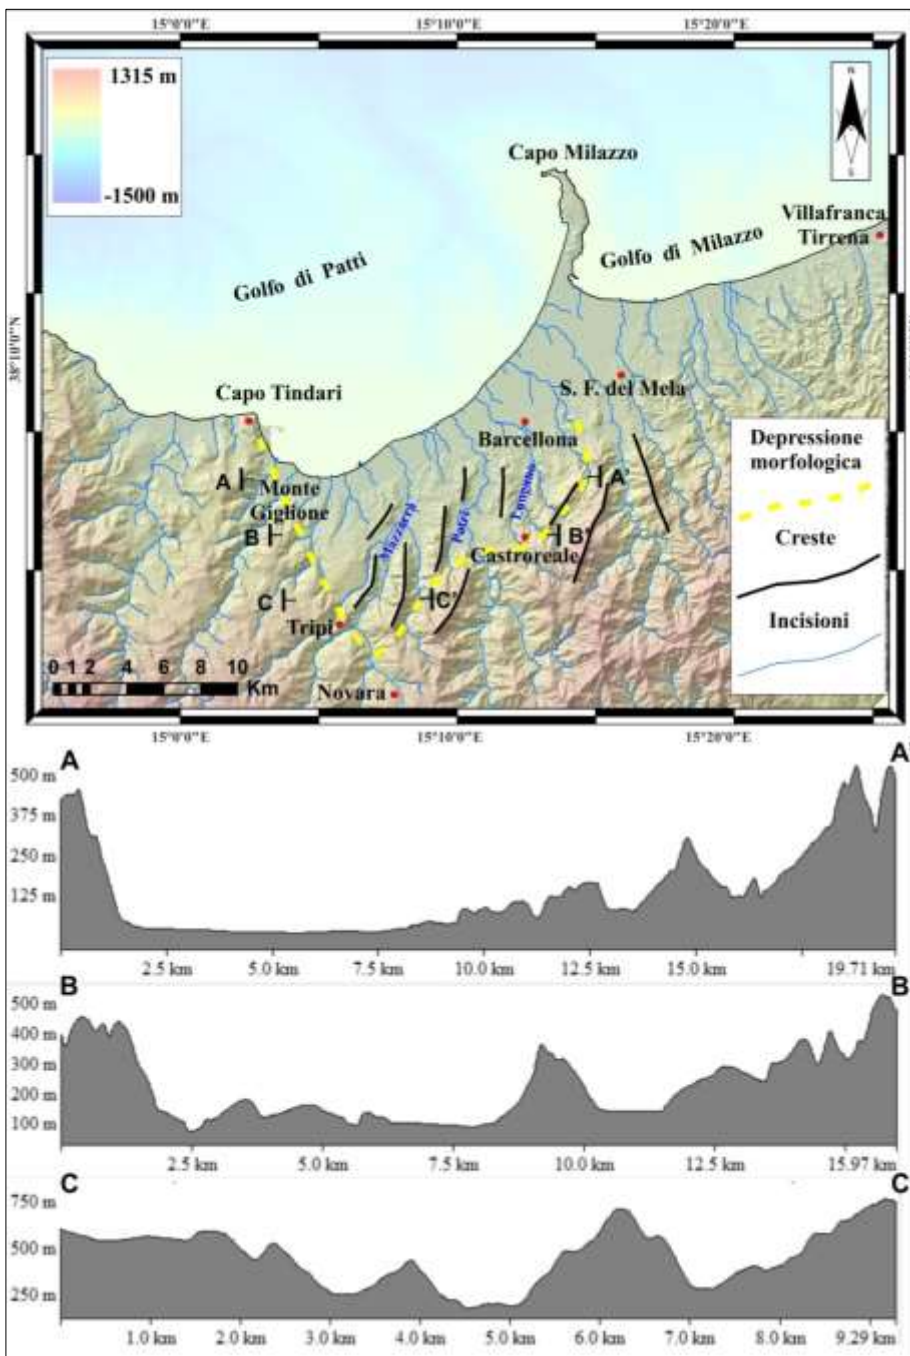 15°0'0"E 15°10'0"E 15°20'0"E
1315 m
-1500 m
N
S
Capo Milazzo
Villafranca
Tirrena
Golfo di Milazzo
Golfo di Patti
38°10'0"N
Capo Tindari
S. F. del Mela
Barcellona
Depressione
morfologica
A
A'
Monte
Giglione
Mazzarrà
Patrì
Longano
B
B'
Creste
Castroreale
C
C'
Tripi
Incisioni
0 1 2 4 6 8 10
Km
Novara
15°0'0"E 15°10'0"E 15°20'0"E
A A
500 m
375 m
250 m
125 m
2.5 km 5.0 km 7.5 km 10.0 km 12.5 km 15.0 km 19.71 km
B B
500 m
400 m
300 m
200 m
100 m
2.5 km 5.0 km 7.5 km 10.0 km 12.5 km 15.97 km
C C
750 m
500 m
250 m
1.0 km 2.0 km 3.0 km 4.0 km 5.0 km 6.0 km 7.0 km 8.0 km 9.29 km